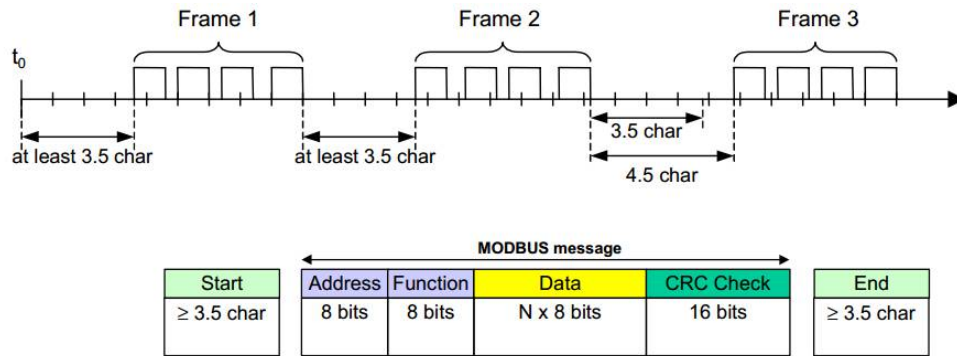 Frame 1
Frame 2
Frame 3
t0
at least 3.5 char
at least 3.5 char
3.5 char
4.5 char
MODBUS message
Start
Address
Function
Data
CRC Check
End
≥ 3.5 char
8 bits
8 bits
N x 8 bits
16 bits
≥ 3.5 char